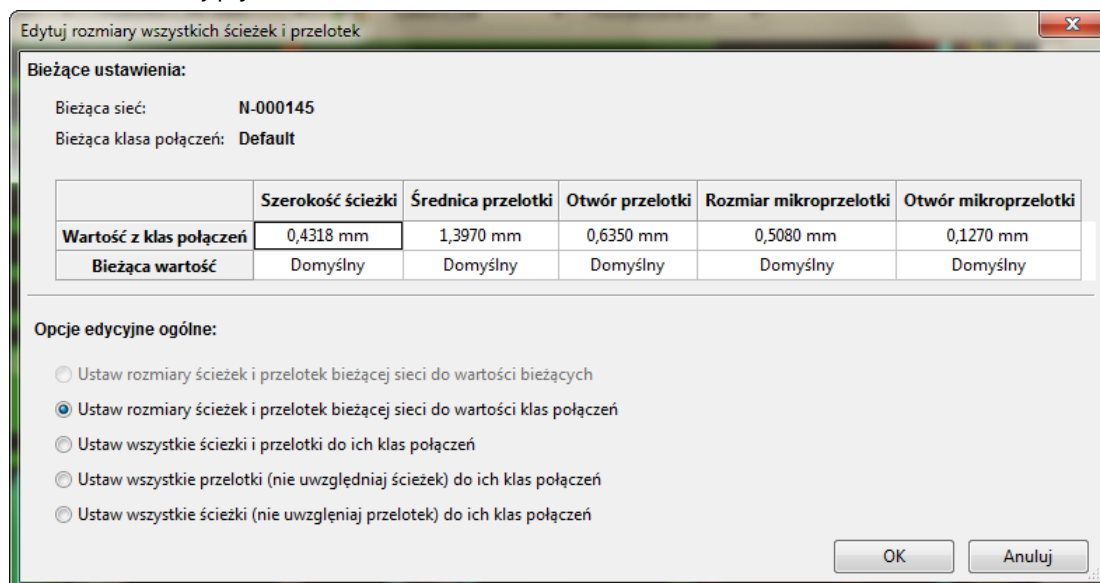 Edytuj rozmiary wszystkich ścieżek i przelotek
Bieżące ustawienia:
Bieżąca sieć: N-000145
Bieżąca klasa połączeń: Default
Szerokość ścieżki Średnica przelotki Otwór przelotki Rozmiar mikroprzelotki Otwór mikroprzelotki
Wartość z klas połączeń 0,4318 mm 1,3970 mm 0,6350 mm 0,5080 mm 0,1270 mm
Bieżąca wartość Domyślny Domyślny Domyślny Domyślny Domyślny
Opcje edycyjne ogólne:
Ustaw rozmiary ścieżek i przelotek bieżącej sieci do wartości bieżących
Ustaw rozmiary ścieżek i przelotek bieżącej sieci do wartości klas połączeń
Ustaw wszystkie ściezki i przelotki do ich klas połączeń
Ustaw wszystkie przelotki (nie uwzględniaj ścieżek) do ich klas połączeń
Ustaw wszystkie ścieżki (nie uwzglęniaj przelotek) do ich klas połączeń
OK Anuluj